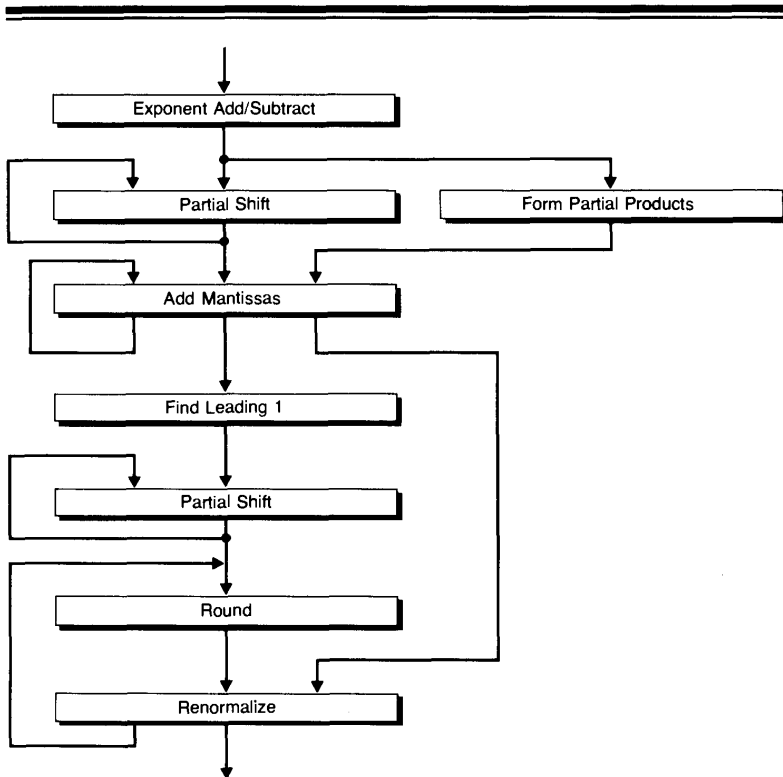 Exponent Add/Subtract
Partial Shift
Form Partial Products
Add Mantissas
Find Leading 1
Partial Shift
Round
Renormalize